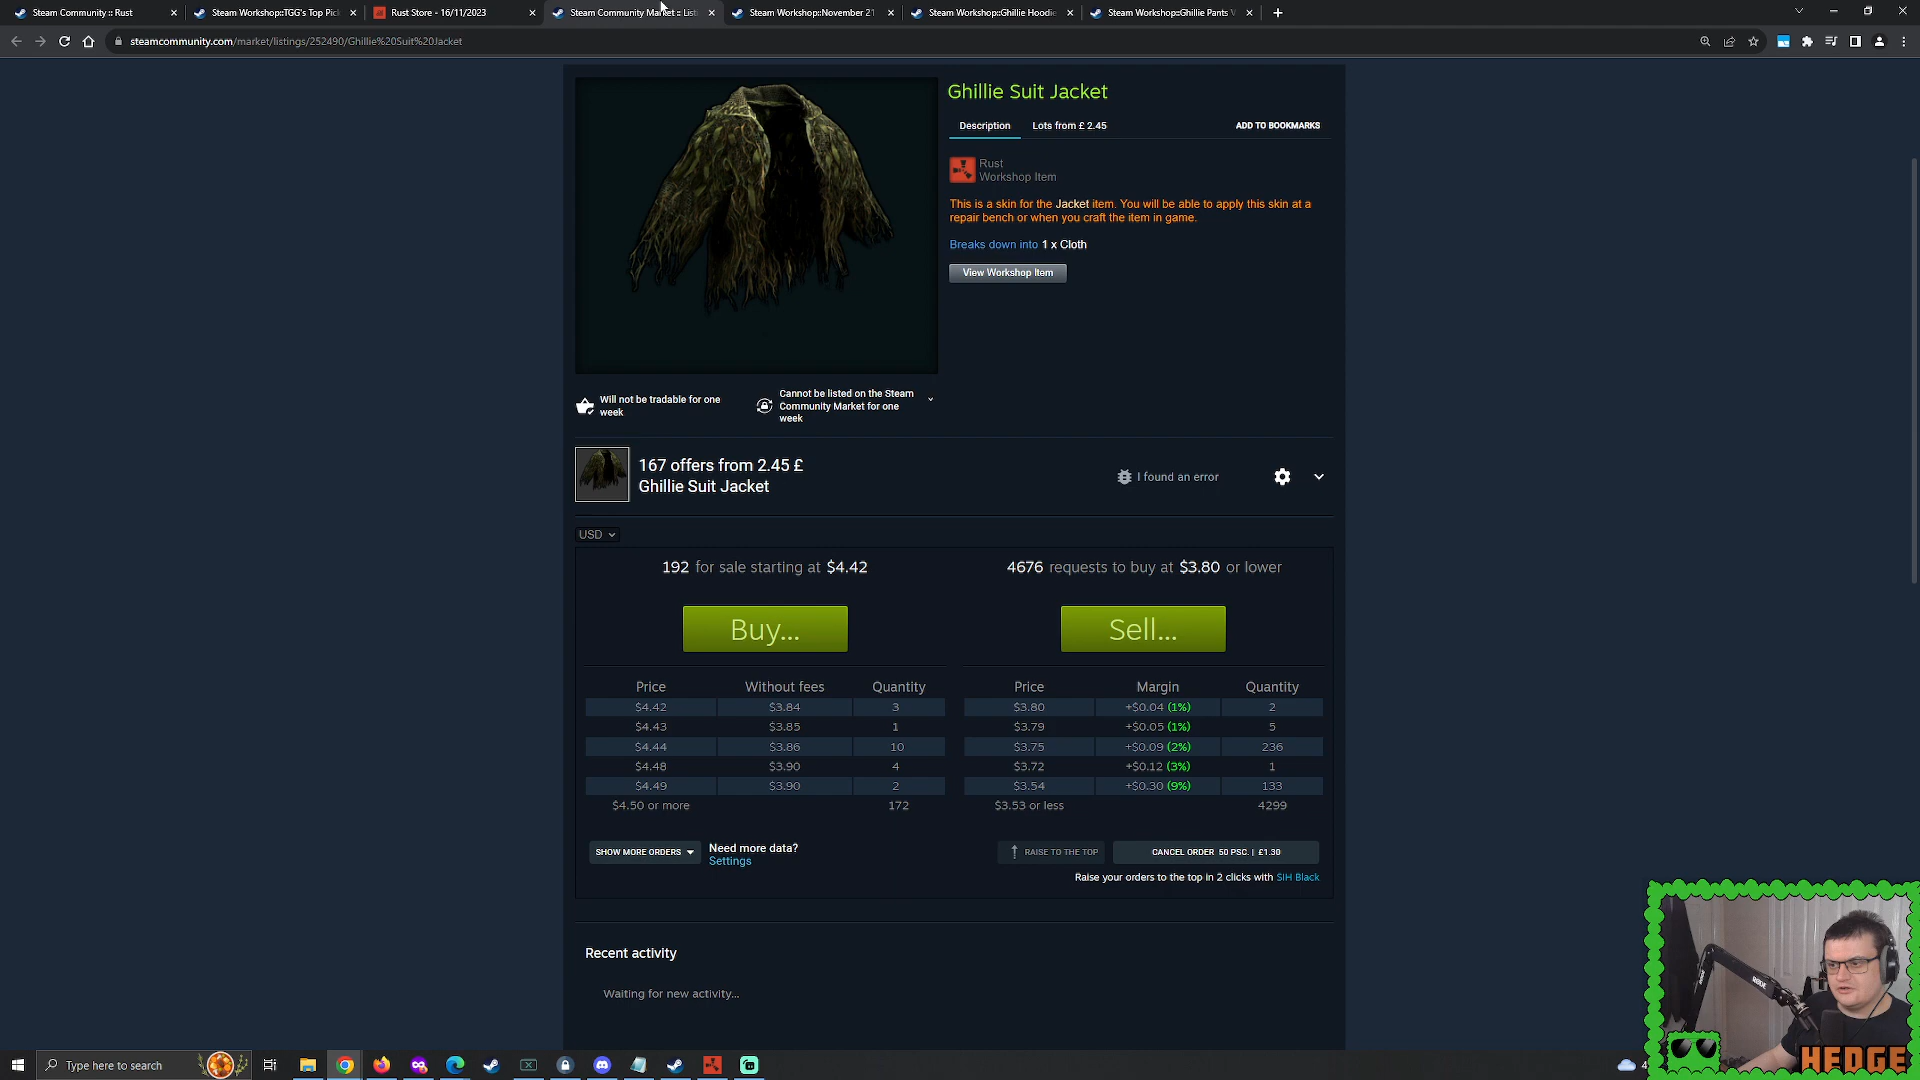 Steam Community :: Rust
Steam Workshop::TGG's Top Pick
Rust Store - 16/11/2023
Steam Community Market :: List
Steam Workshop::November 21
Steam Workshop::Ghillie Hoodie
Steam Workshop::Ghillie Pants V
steamcommunity.com/market/listings/252490/Ghillie%20Suit%20Jacket
Ghillie Suit Jacket
Description
Lots from £ 2.45
ADD TO BOOKMARKS
Rust
Workshop Item
This is a skin for the Jacket item. You will be able to apply this skin at a
repair bench or when you craft the item in game.
Breaks down into 1 x Cloth
View Workshop Item
Will not be tradable for one
week
Cannot be listed on the Steam
Community Market for one
week
167 offers from 2.45 £
Ghillie Suit Jacket
I found an error
USD
192 for sale starting at $4.42
4676 requests to buy at $3.80 or lower
Buy...
Sell...
Price Without fees Quantity
$4.42 $3.84 3
$4.43 $3.85 1
$4.44 $3.86 10
$4.48 $3.90 4
$4.49 $3.90 2
$4.50 or more 172
Price Margin Quantity
$3.80 +$0.04 (1%) 2
$3.79 +$0.05 (1%) 5
$3.75 +$0.09 (2%) 236
$3.72 +$0.12 (3%) 1
$3.54 +$0.30 (9%) 133
$3.53 or less 4299
SHOW MORE ORDERS
Need more data?
Settings
RAISE TO THE TOP
CANCEL ORDER 50 PSC. | £1.30
Raise your orders to the top in 2 clicks with SIH Black
Recent activity
Waiting for new activity...
RØDE
HEDGE
Type here to search
4